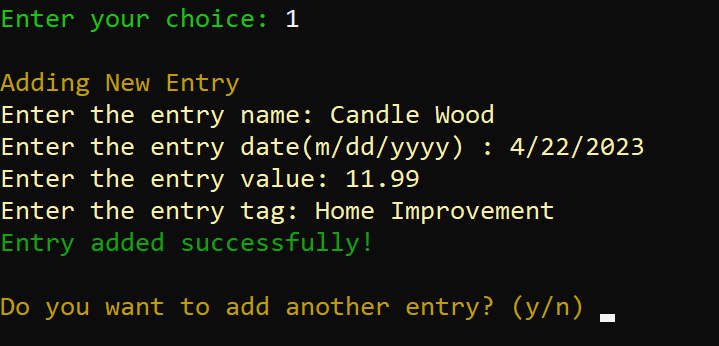 Enter your choice: 1
Adding New Entry
Enter the entry name: Candle Wood
Enter the entry date(m/dd/yyyy) : 4/22/2023
Enter the entry value: 11.99
Enter the entry tag: Home Improvement
Entry added successfully!
Do you want to add another entry? (y/n)